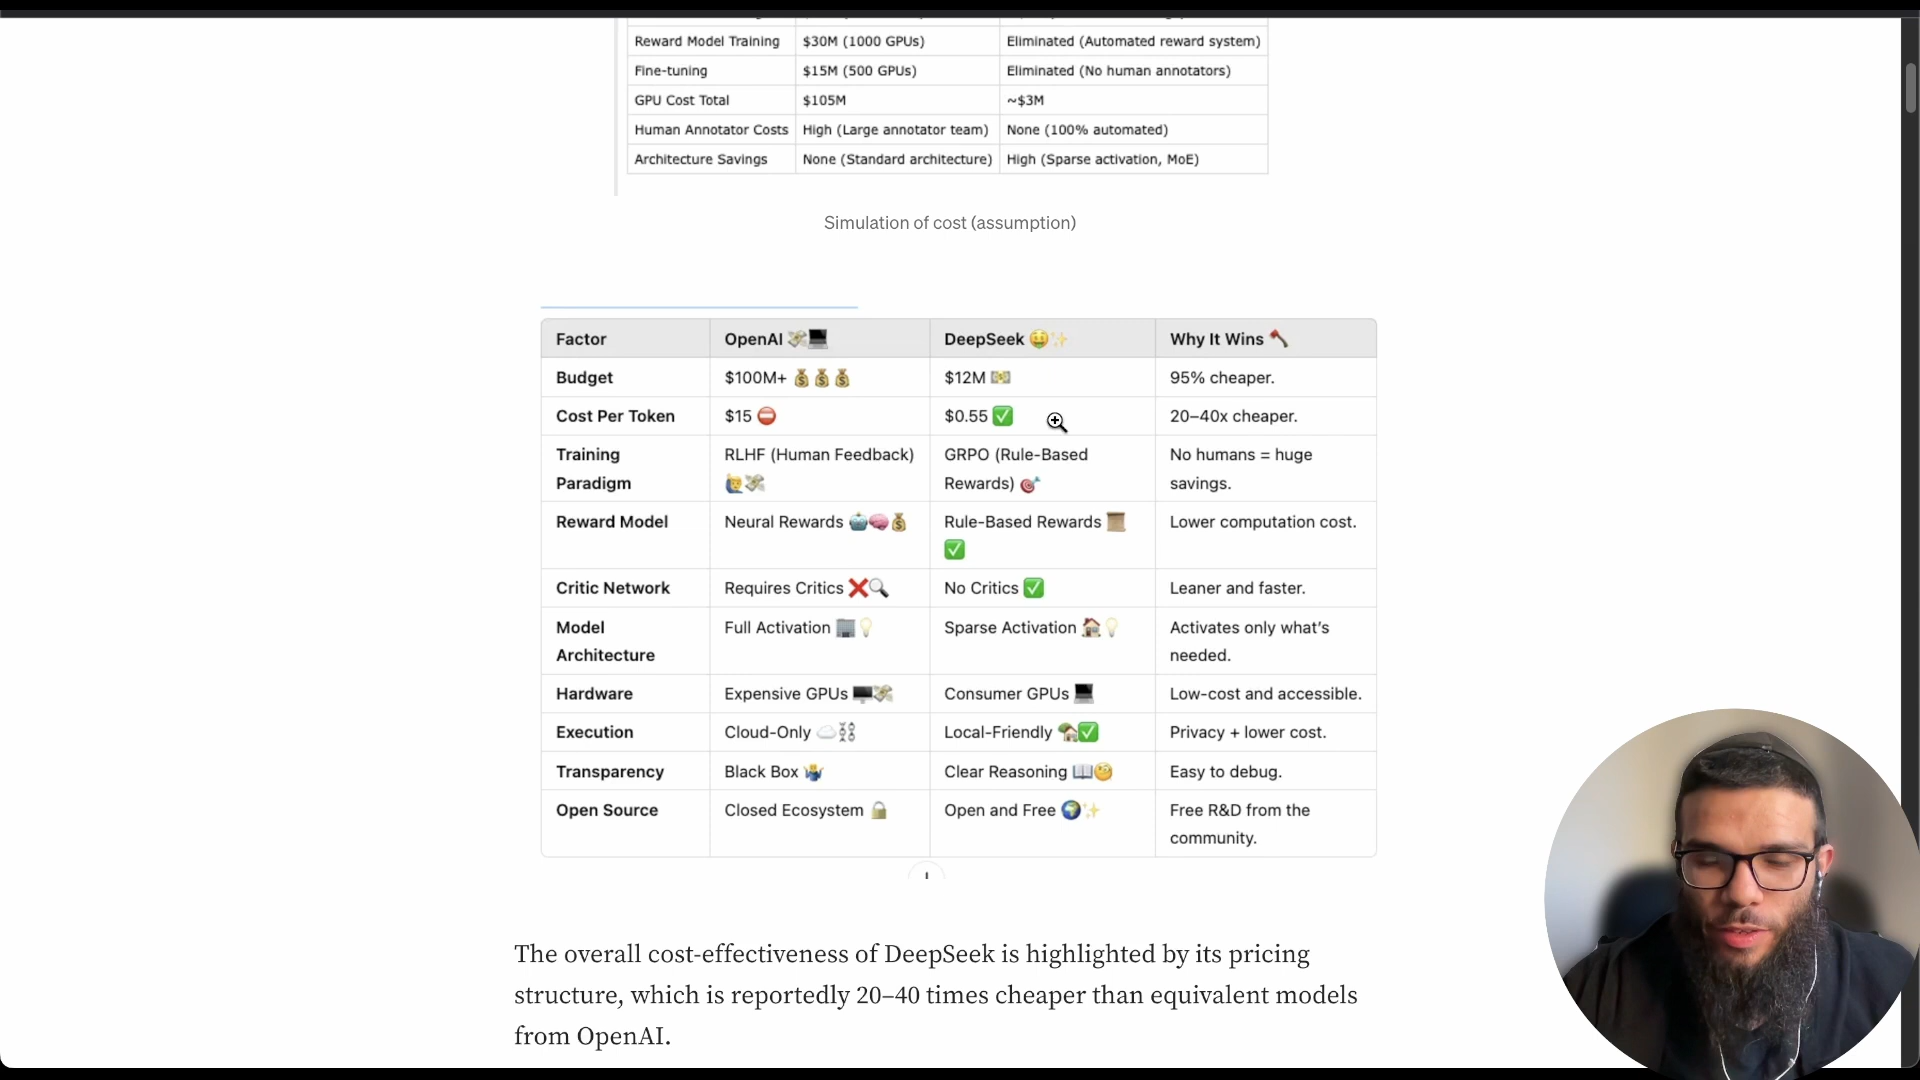 Reward Model Training $30M (1000 GPUs) Eliminated (Automated reward system)
Fine-tuning $15M (500 GPUs) Eliminated (No human annotators)
GPU Cost Total $105M ~$3M
Human Annotator Costs High (Large annotator team) None (100% automated)
Architecture Savings None (Standard architecture) High (Sparse activation, MoE)
Simulation of cost (assumption)
Factor OpenAI 💸💻 DeepSeek 🤑✨ Why It Wins 🪓
Budget $100M+ 💰💰💰 $12M 💵 95% cheaper.
Cost Per Token $15 ⛔ $0.55 ✅ 20–40x cheaper.
Training RLHF (Human Feedback) GRPO (Rule-Based No humans = huge
Paradigm 🙋‍♂️💸 Rewards) 🎯 savings.
Reward Model Neural Rewards 🤖🧠💰 Rule-Based Rewards 📜 Lower computation cost.
✅
Critic Network Requires Critics ❌🔍 No Critics ✅ Leaner and faster.
Model Full Activation 🏢💡 Sparse Activation 🏠💡 Activates only what's
Architecture needed.
Hardware Expensive GPUs 🖥️💸 Consumer GPUs 💻 Low-cost and accessible.
Execution Cloud-Only ☁️⛓️ Local-Friendly 🏡✅ Privacy + lower cost.
Transparency Black Box 🤷‍♂️ Clear Reasoning 📖🧐 Easy to debug.
Open Source Closed Ecosystem 🔒 Open and Free 🌍✨ Free R&D from the
community.
The overall cost-effectiveness of DeepSeek is highlighted by its pricing
structure, which is reportedly 20–40 times cheaper than equivalent models
from OpenAI.